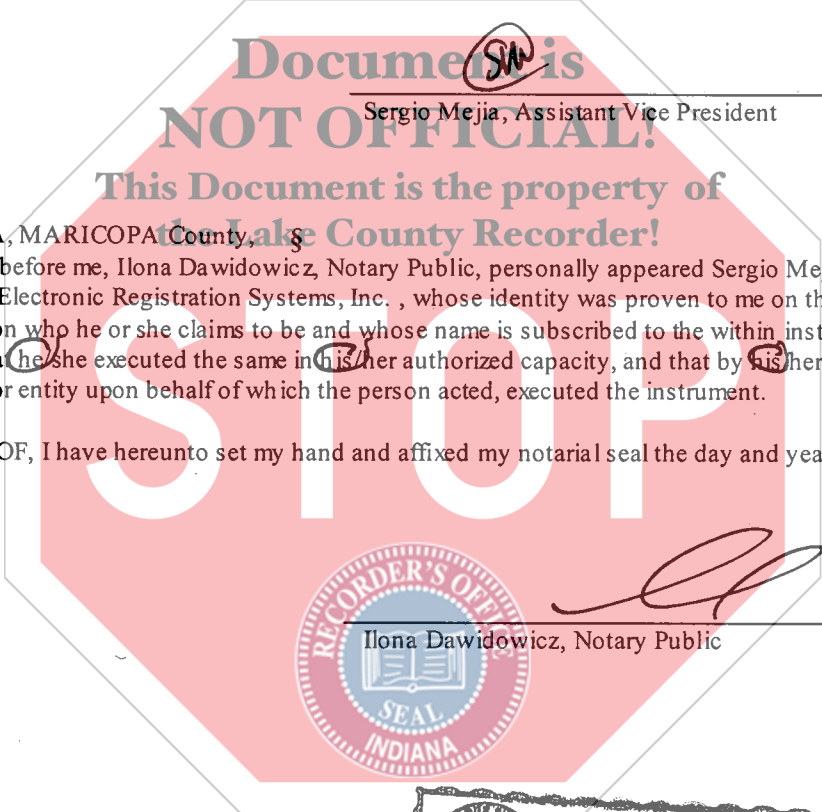 Document is
SM
Sergio Mejia, Assistant Vice President
NOT OFFICIAL!
This Document is the property of
the Lake County Recorder!
, MARICOPA County, §
before me, Ilona Dawidowicz, Notary Public, personally appeared Sergio Me
Electronic Registration Systems, Inc. , whose identity was proven to me on th
on who he or she claims to be and whose name is subscribed to the within inst
he/she executed the same in his/her authorized capacity, and that by his/her
or entity upon behalf of which the person acted, executed the instrument.
OF, I have hereunto set my hand and affixed my notarial seal the day and yea
STOP
Ilona Dawidowicz, Notary Public
RECORDER'S OFFICE
SEAL
INDIANA